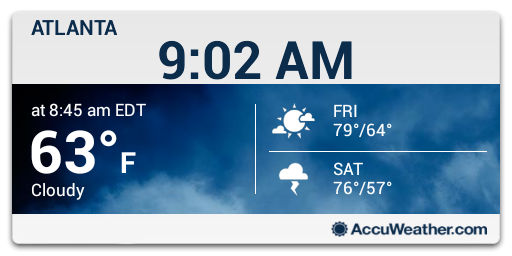 ATLANTA
9:02 AM
at 8:45 am EDT
63°F
Cloudy
FRI
79°/64°
SAT
76°/57°
AccuWeather.com